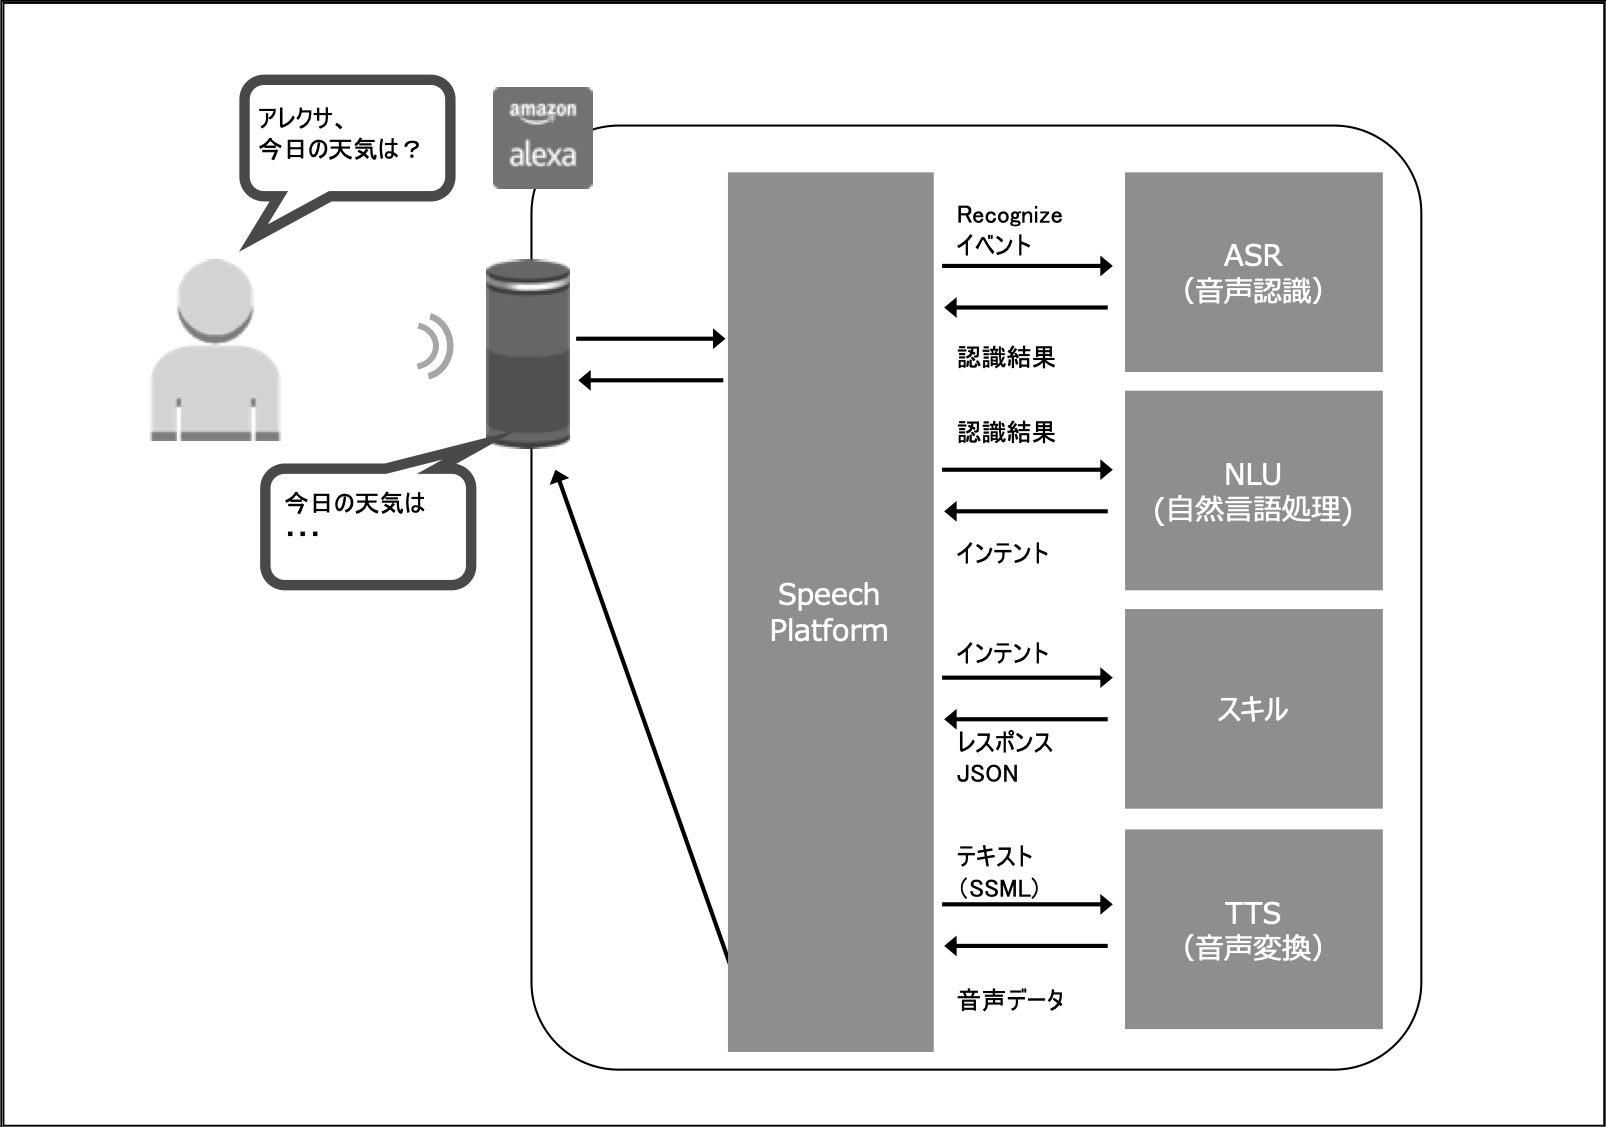 アレクサ、
今日の天気は？
amazon
alexa
今日の天気は
・・・
Speech
Platform
Recognize
イベント
認識結果
ASR
（音声認識）
認識結果
インテント
NLU
(自然言語処理)
インテント
レスポンス
JSON
スキル
テキスト
（SSML）
音声データ
TTS
（音声変換）